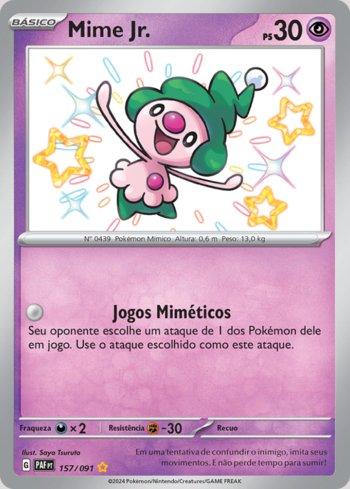 BÁSICO
Mime Jr.
PS30
Nº 0439 Pokémon Mímico Altura: 0,6 m Peso: 13,0 kg
Jogos Miméticos
Seu oponente escolhe um ataque de 1 dos Pokémon dele
em jogo. Use o ataque escolhido como este ataque.
Fraqueza ×2 Resistência -30 Recuo
Ilust. Saya Tsuruta
G PAF PT 157/091
Em uma tentativa de confundir o inimigo, imita
seus movimentos. E não perde tempo para sumir!
©2024 Pokémon/Nintendo/Creatures/GAME FREAK